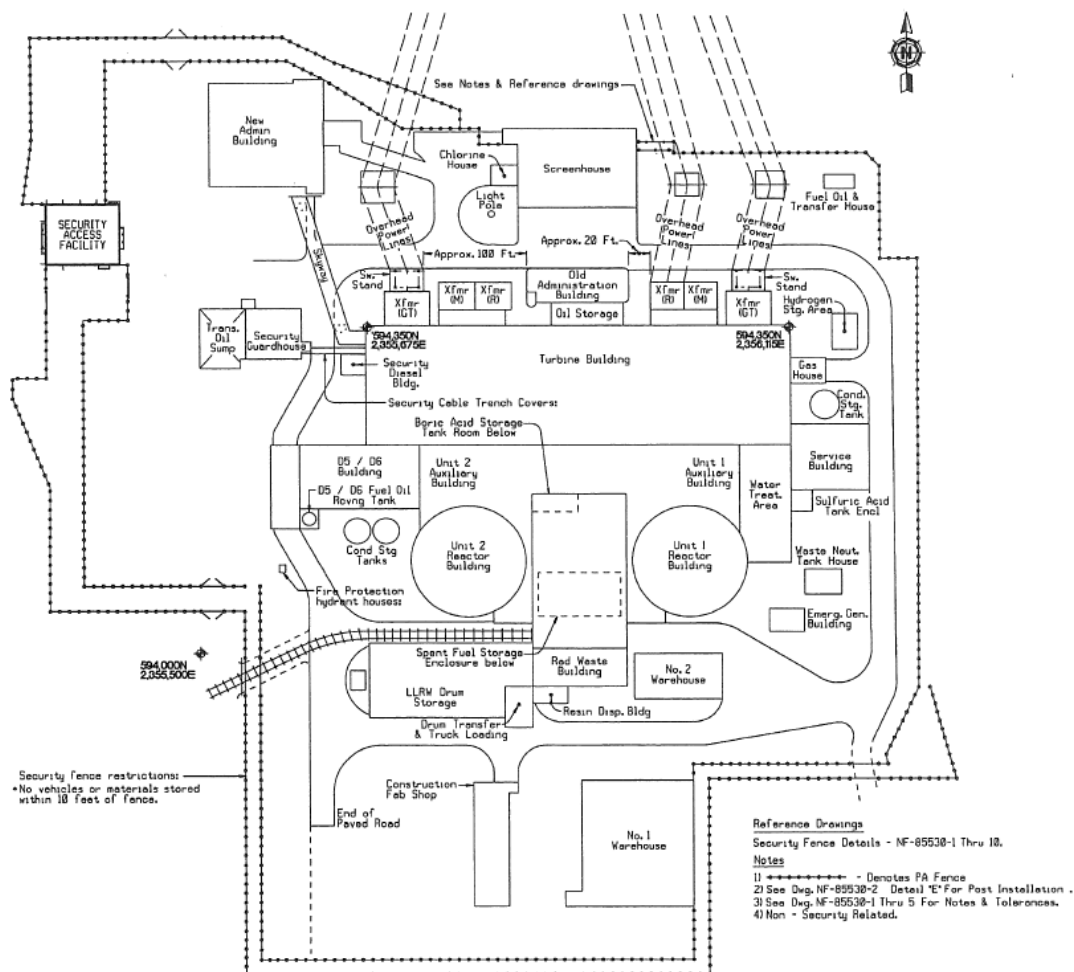 N
See Notes & Reference drawings
New
Admin
Building
Chlorine
House
Screenhouse
Light
Pole
Fuel Oil &
Transfer House
SECURITY
ACCESS
FACILITY
Skyway
Overhead
Power
Lines
Overhead
Power
Lines
Overhead
Power
Lines
Approx. 100 Ft.
Approx. 20 Ft.
Sw.
Stand
Old
Administration
Building
Sw.
Stand
Xfmr
(GT)
Xfmr
(M)
Xfmr
(R)
Oil Storage
Xfmr
(R)
Xfmr
(M)
Xfmr
(GT)
Hydrogen
Stg. Area
Trans.
Oil
Sump
Security
Guardhouse
594,350N
2,355,675E
594,350N
2,356,115E
Turbine Building
Security
Diesel
Bldg.
Gas
House
Security Cable Trench Covers:
Cond.
Stg.
Tank
Boric Acid Storage
Tank Room Below
D5 / D6
Building
Unit 2
Auxiliary
Building
Unit 1
Auxiliary
Building
Water
Treat.
Area
Service
Building
D5 / D6 Fuel Oil
Rcvng Tank
Sulfuric Acid
Tank Encl
Cond Stg
Tanks
Unit 2
Reactor
Building
Unit 1
Reactor
Building
Waste Neut.
Tank House
Fire Protection
hydrant houses:
Emerg. Gen.
Building
594,000N
2,355,500E
Spent Fuel Storage
Enclosure below
Rad Waste
Building
No. 2
Warehouse
LLRW Drum
Storage
Resin Disp. Bldg
Drum Transfer
& Truck Loading
Security fence restrictions:
•No vehicles or materials stored
within 10 feet of fence.
Construction
Fab Shop
End of
Paved Road
No. 1
Warehouse
Reference Drawings
Security Fence Details - NF-85530-1 Thru 10.
Notes
1) - Denotes PA Fence
2) See Dwg. NF-85530-2 Detail "E" For Post Installation .
3) See Dwg. NF-85530-1 Thru 5 For Notes & Tolerances.
4) Non - Security Related.